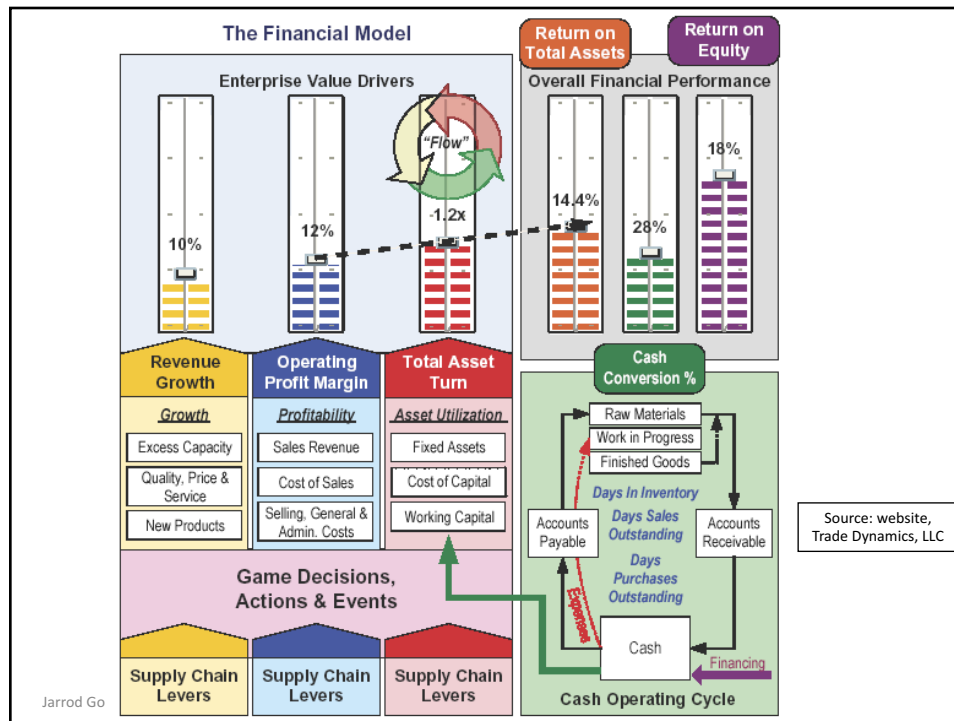 The Financial Model
Return on
Total Assets
Return on
Equity
Enterprise Value Drivers
Overall Financial Performance
"Flow"
10%
12%
1.2x
14.4%
28%
18%
Revenue
Growth
Operating
Profit Margin
Total Asset
Turn
Cash
Conversion %
Growth
Excess Capacity
Quality, Price &
Service
New Products
Profitability
Sales Revenue
Cost of Sales
Selling, General &
Admin. Costs
Asset Utilization
Fixed Assets
Cost of Capital
Working Capital
Raw Materials
Work in Progress
Finished Goods
Days In Inventory
Days Sales
Outstanding
Days
Purchases
Outstanding
Accounts
Payable
Accounts
Receivable
Expenses
Cash
Financing
Cash Operating Cycle
Game Decisions,
Actions & Events
Supply Chain
Levers
Supply Chain
Levers
Supply Chain
Levers
Source: website,
Trade Dynamics, LLC
Jarrod Go